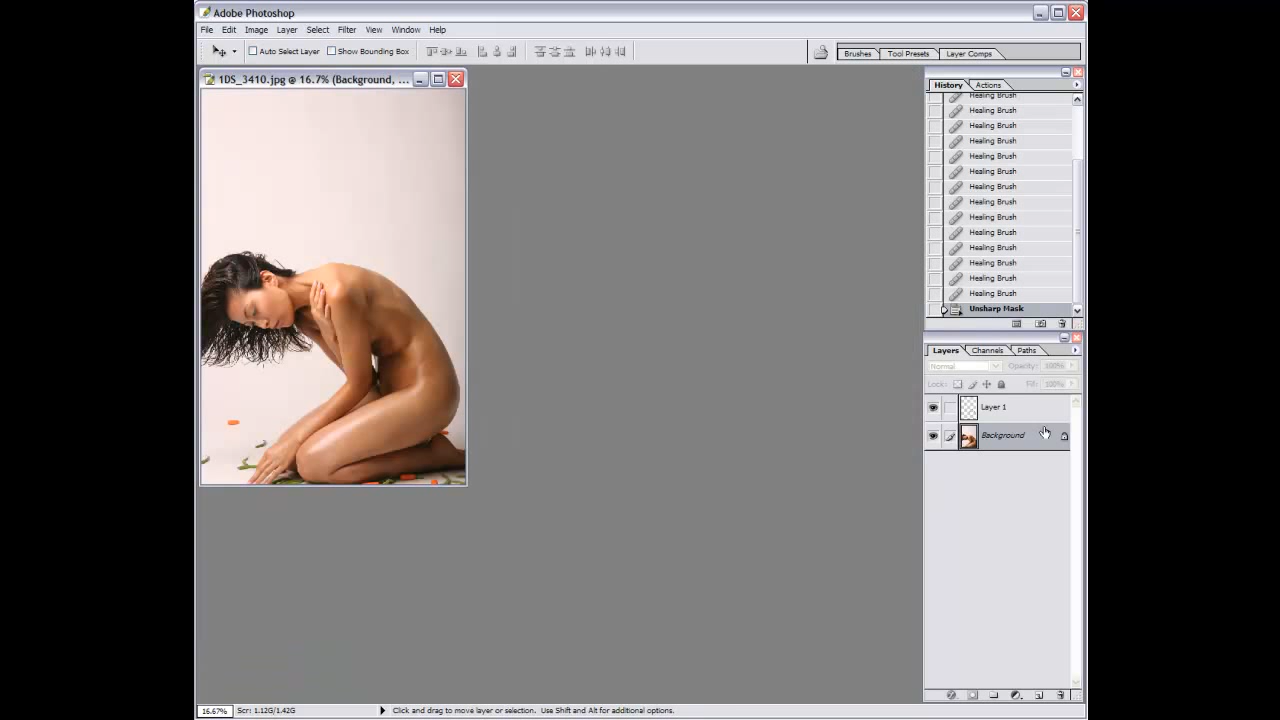 Adobe Photoshop
File Edit Image Layer Select Filter View Window Help
Auto Select Layer Show Bounding Box
Brushes Tool Presets Layer Comps
1DS_3410.jpg @ 16.7% (Background, ...
History Actions
Healing Brush
Healing Brush
Healing Brush
Healing Brush
Healing Brush
Healing Brush
Healing Brush
Healing Brush
Healing Brush
Healing Brush
Healing Brush
Healing Brush
Healing Brush
Healing Brush
Unsharp Mask
Layers Channels Paths
Normal Opacity: 100%
Lock: Fill: 100%
Layer 1
Background
16.67% Scr: 1.12G/1.42G Click and drag to move layer or selection. Use Shift and Alt for additional options.